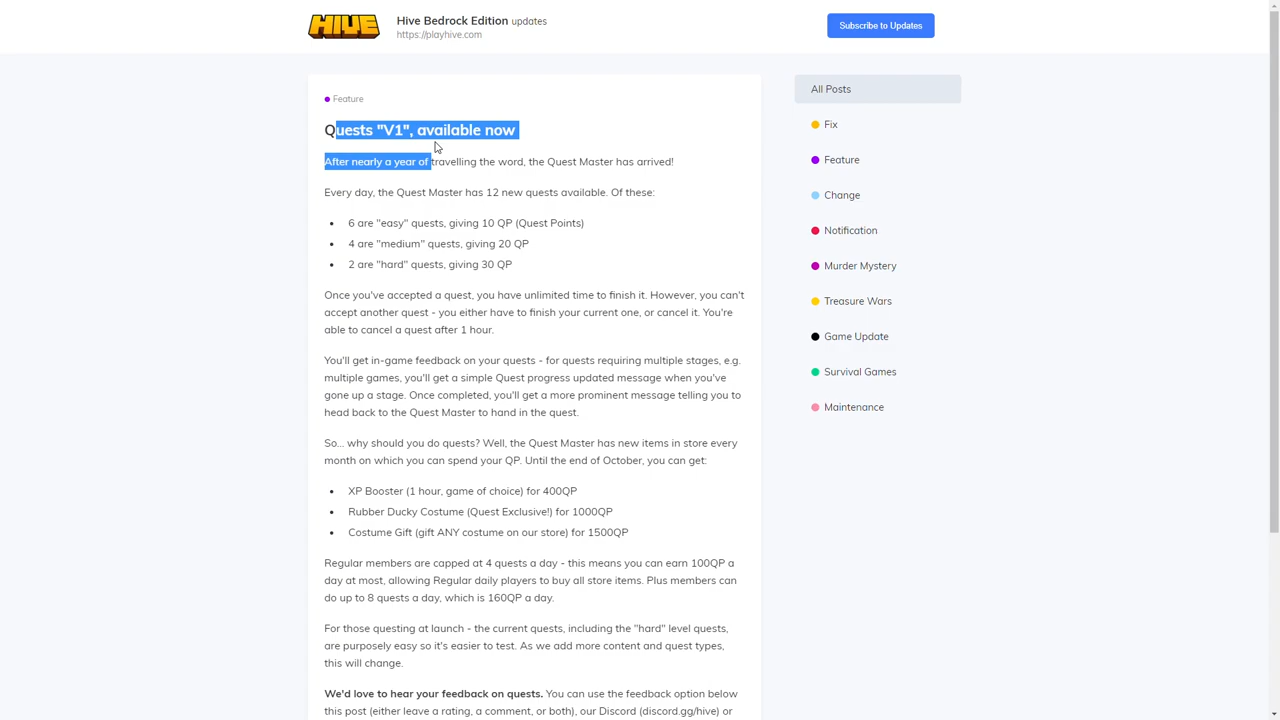 HIVE
Hive Bedrock Edition updates
https://playhive.com
Subscribe to Updates
Feature
Quests "V1", available now
After nearly a year of travelling the word, the Quest Master has arrived!
Every day, the Quest Master has 12 new quests available. Of these:
• 6 are "easy" quests, giving 10 QP (Quest Points)
• 4 are "medium" quests, giving 20 QP
• 2 are "hard" quests, giving 30 QP
Once you've accepted a quest, you have unlimited time to finish it. However, you can't
accept another quest - you either have to finish your current one, or cancel it. You're
able to cancel a quest after 1 hour.
You'll get in-game feedback on your quests - for quests requiring multiple stages, e.g.
multiple games, you'll get a simple Quest progress updated message when you've
gone up a stage. Once completed, you'll get a more prominent message telling you to
head back to the Quest Master to hand in the quest.
So... why should you do quests? Well, the Quest Master has new items in store every
month on which you can spend your QP. Until the end of October, you can get:
• XP Booster (1 hour, game of choice) for 400QP
• Rubber Ducky Costume (Quest Exclusive!) for 1000QP
• Costume Gift (gift ANY costume on our store) for 1500QP
Regular members are capped at 4 quests a day - this means you can earn 100QP a
day at most, allowing Regular daily players to buy all store items. Plus members can
do up to 8 quests a day, which is 160QP a day.
For those questing at launch - the current quests, including the "hard" level quests,
are purposely easy so it's easier to test. As we add more content and quest types,
this will change.
We'd love to hear your feedback on quests. You can use the feedback option below
this post (either leave a rating, a comment, or both), our Discord (discord.gg/hive) or
All Posts
Fix
Feature
Change
Notification
Murder Mystery
Treasure Wars
Game Update
Survival Games
Maintenance